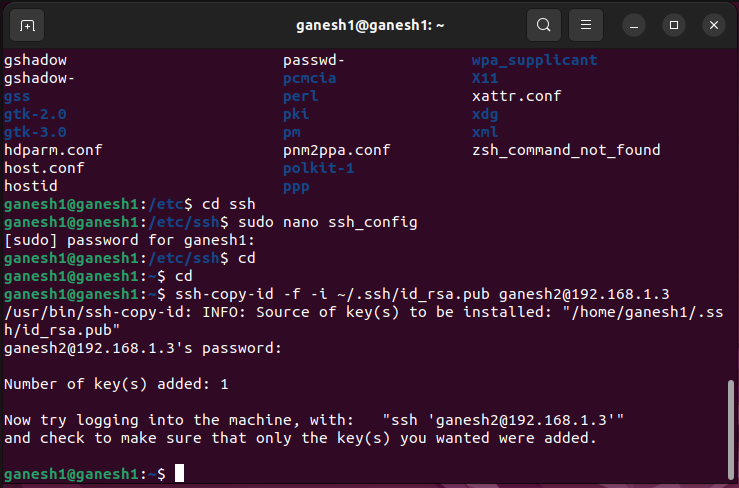 ganesh1@ganesh1: ~
gshadow passwd- wpa_supplicant
gshadow- pcmcia X11
gss perl xattr.conf
gtk-2.0 pki xdg
gtk-3.0 pm xml
hdparm.conf pnm2ppa.conf zsh_command_not_found
host.conf polkit-1
hostid ppp
ganesh1@ganesh1:/etc$ cd ssh
ganesh1@ganesh1:/etc/ssh$ sudo nano ssh_config
[sudo] password for ganesh1:
ganesh1@ganesh1:/etc/ssh$ cd
ganesh1@ganesh1:~$ cd
ganesh1@ganesh1:~$ ssh-copy-id -f -i ~/.ssh/id_rsa.pub ganesh2@192.168.1.3
/usr/bin/ssh-copy-id: INFO: Source of key(s) to be installed: "/home/ganesh1/.ss
h/id_rsa.pub"
ganesh2@192.168.1.3's password:
Number of key(s) added: 1
Now try logging into the machine, with:   "ssh 'ganesh2@192.168.1.3'"
and check to make sure that only the key(s) you wanted were added.
ganesh1@ganesh1:~$